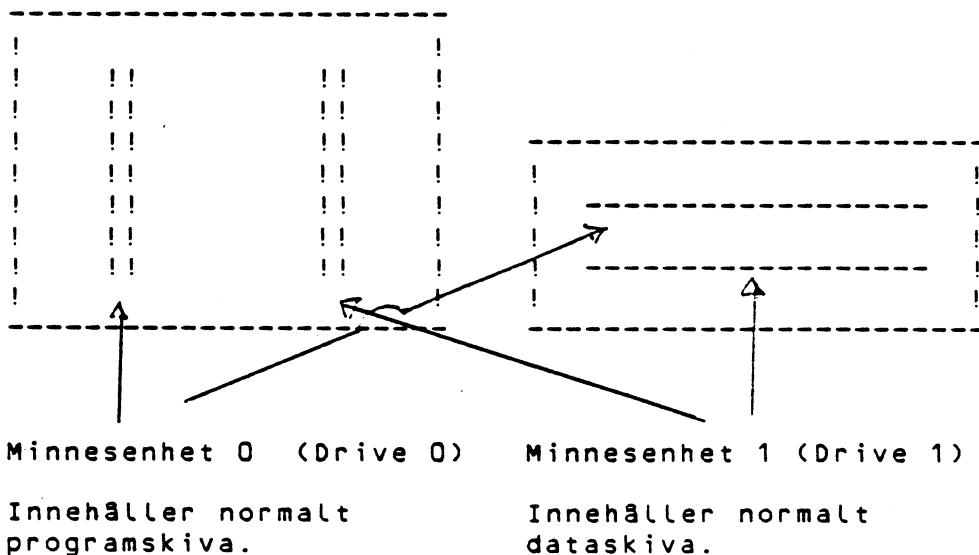 Minnesenhet 0 (Drive 0)
Innehåller normalt
programskiva.
Minnesenhet 1 (Drive 1)
Innehåller normalt
dataskiva.